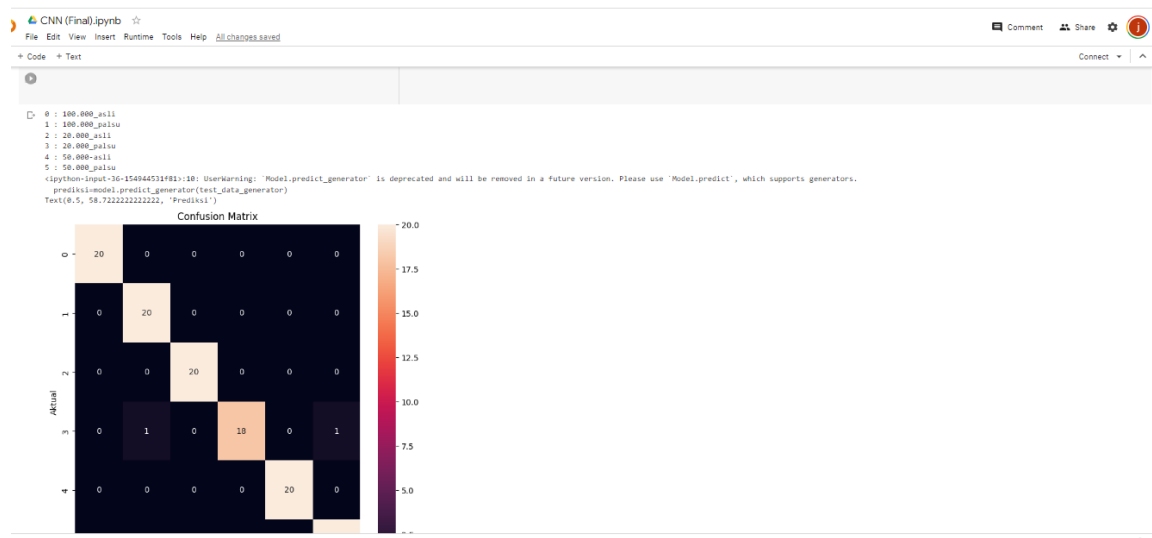 CNN (Final).ipynb
Comment Share j
File Edit View Insert Runtime Tools Help All changes saved
+ Code + Text
Connect
0 : 100.000_asli
1 : 100.000_palsu
2 : 20.000_asli
3 : 20.000_palsu
4 : 50.000-asli
5 : 50.000_palsu
<ipython-input-36-154944531f81>:10: UserWarning: `Model.predict_generator` is deprecated and will be removed in a future version. Please use `Model.predict`, which supports generators.
prediksi=model.predict_generator(test_data_generator)
Text(0.5, 58.7222222222222, 'Prediksi')
Confusion Matrix
20.0
0 20 0 0 0 0 0
17.5
1 0 20 0 0 0 0
15.0
2 0 0 20 0 0 0
12.5
Aktual
10.0
3 0 1 0 18 0 1
7.5
4 0 0 0 0 20 0
5.0